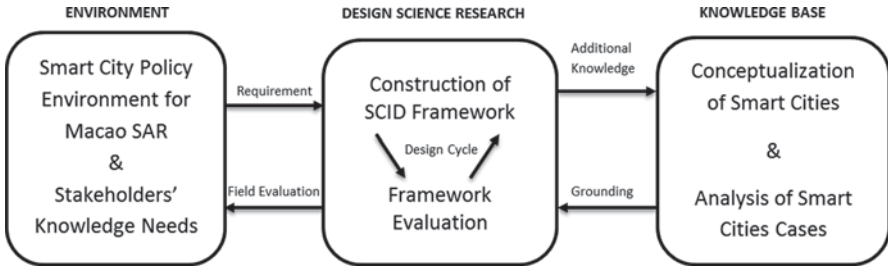 ENVIRONMENT
DESIGN SCIENCE RESEARCH
KNOWLEDGE BASE
Smart City Policy
Environment for
Macao SAR
&
Stakeholders'
Knowledge Needs
Requirement
Field Evaluation
Construction of
SCID Framework
Design Cycle
Framework
Evaluation
Additional
Knowledge
Grounding
Conceptualization
of Smart Cities
&
Analysis of Smart
Cities Cases